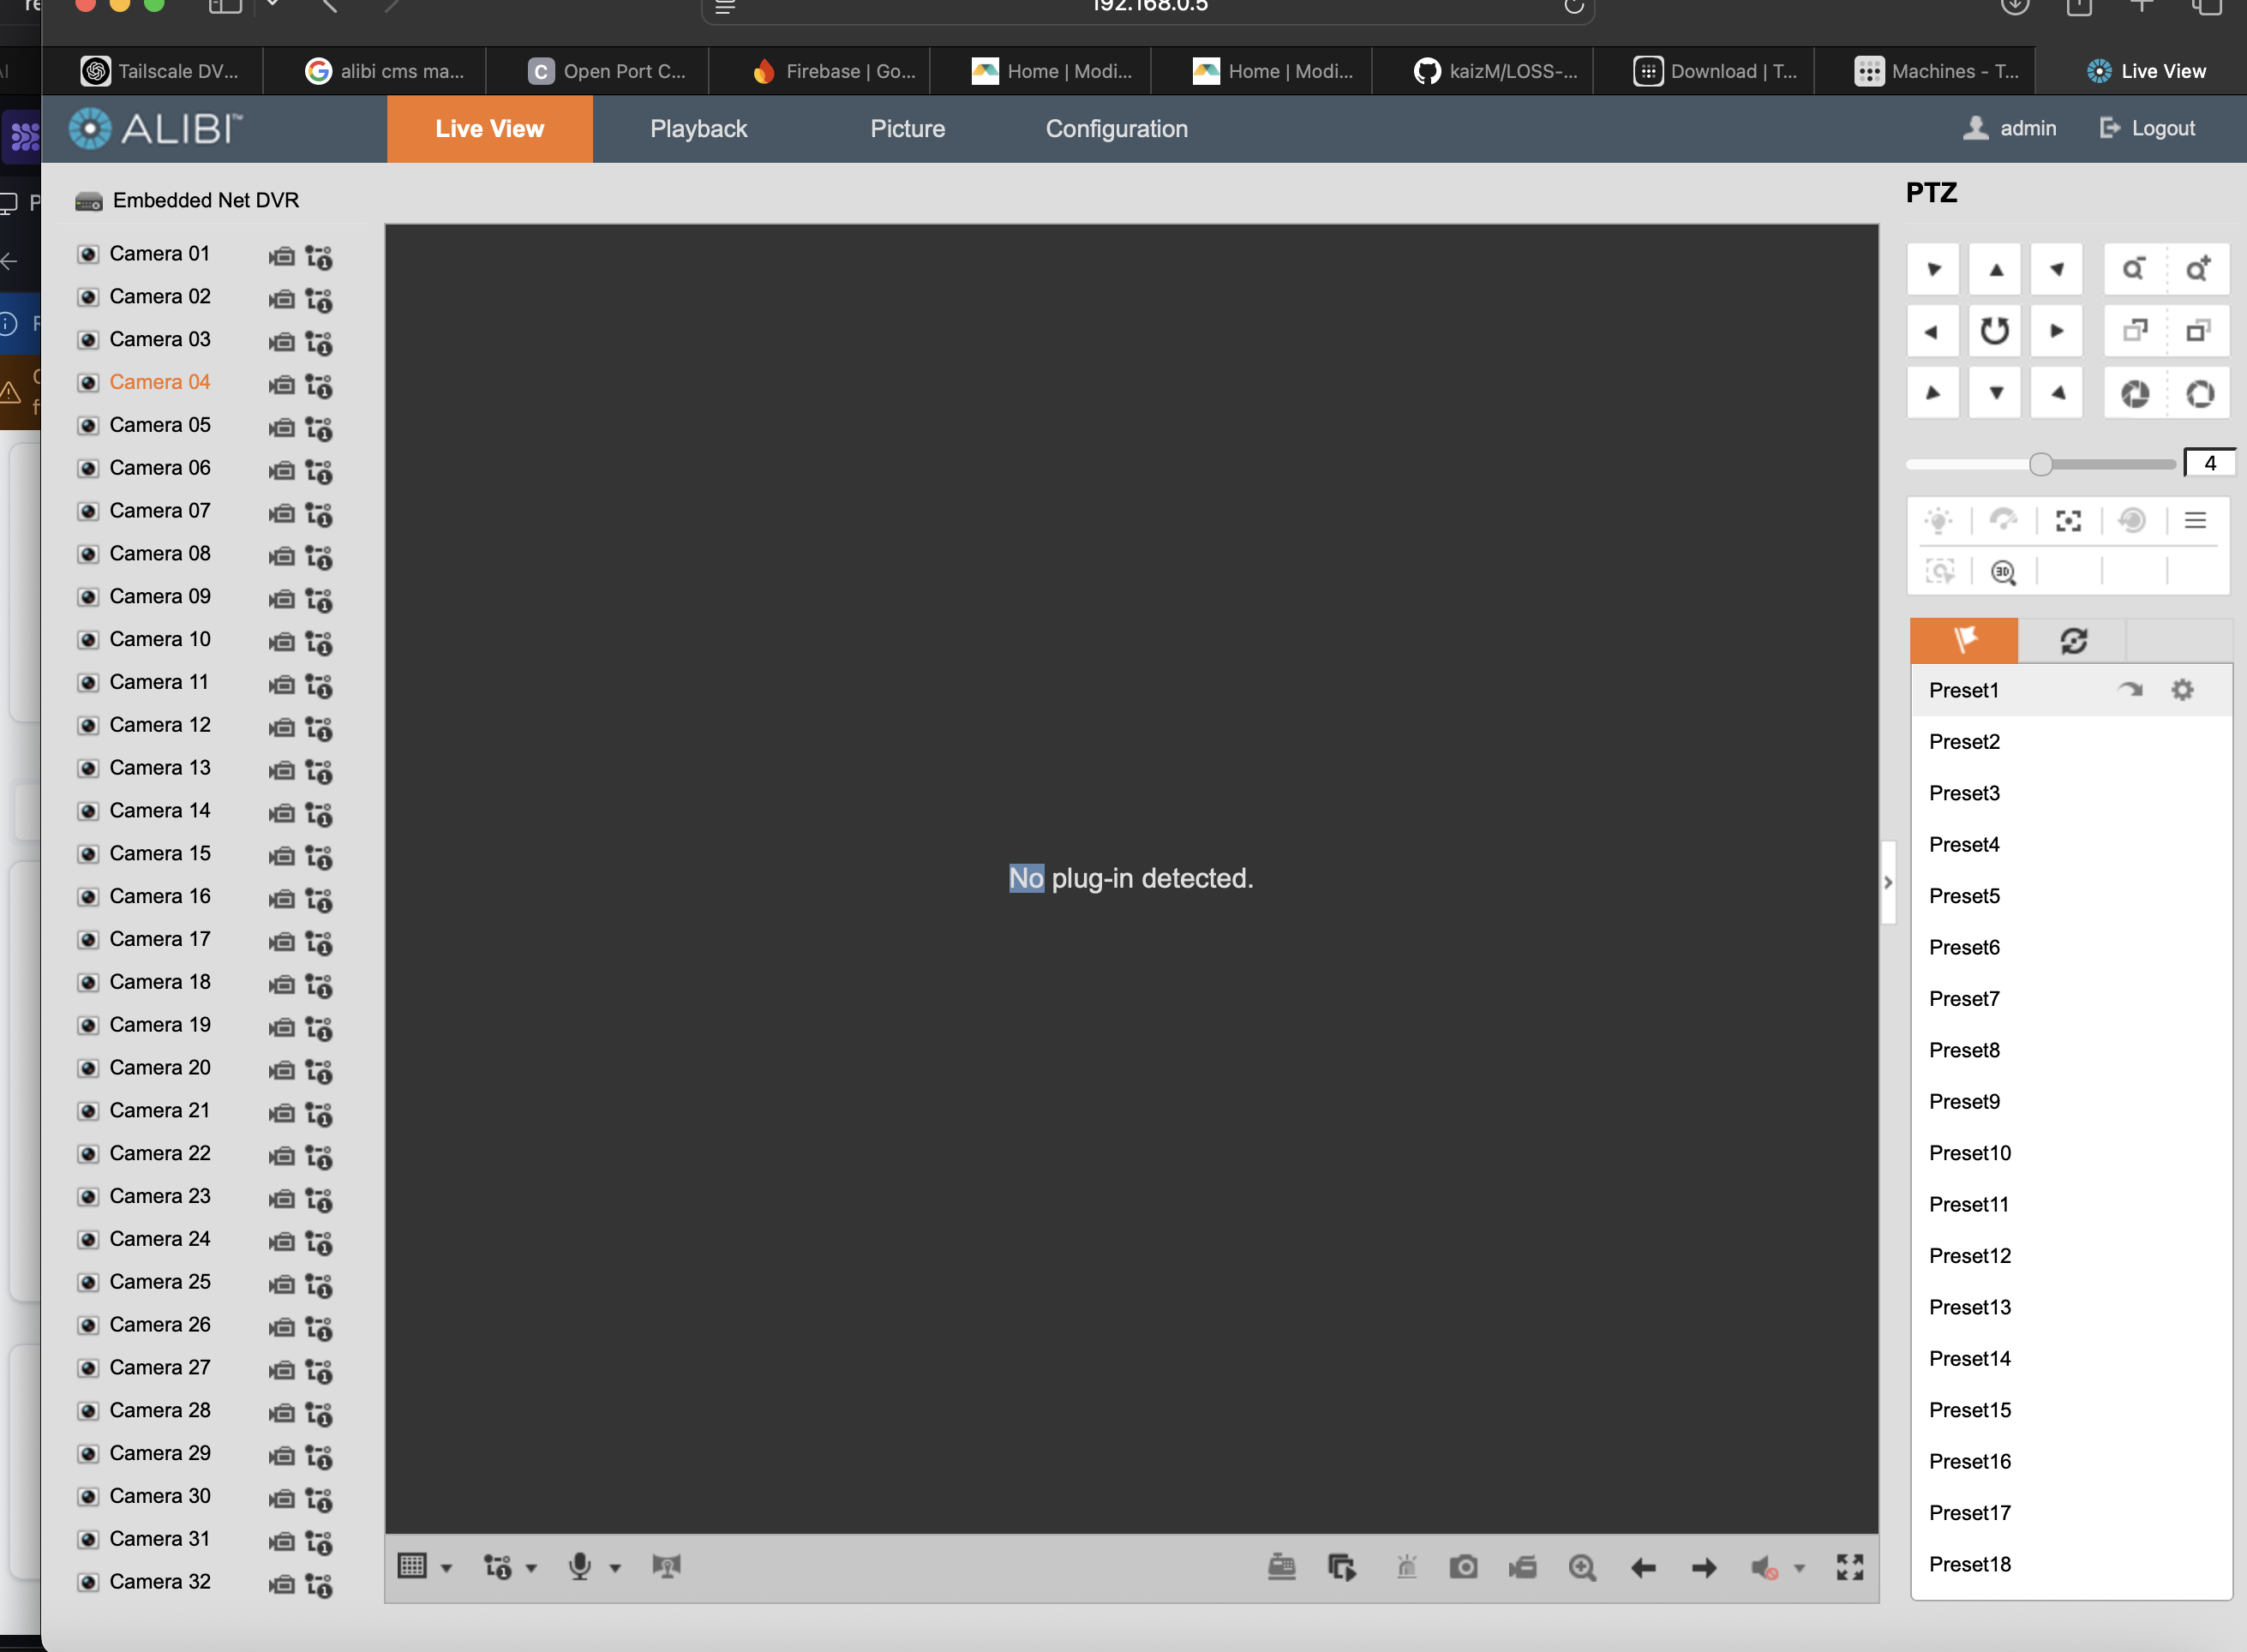 192.168.0.5
Tailscale DV...
alibi cms ma...
C Open Port C...
Firebase | Go...
Home | Modi...
Home | Modi...
kaizM/LOSS-...
Download | T...
Machines - T...
Live View
ALIBI™
Live View
Playback
Picture
Configuration
admin
Logout
Embedded Net DVR
PTZ
Camera 01
Camera 02
Camera 03
Camera 04
Camera 05
Camera 06
Camera 07
Camera 08
Camera 09
Camera 10
Camera 11
Camera 12
Camera 13
Camera 14
Camera 15
Camera 16
Camera 17
Camera 18
Camera 19
Camera 20
Camera 21
Camera 22
Camera 23
Camera 24
Camera 25
Camera 26
Camera 27
Camera 28
Camera 29
Camera 30
Camera 31
Camera 32
No plug-in detected.
4
3D
Preset1
Preset2
Preset3
Preset4
Preset5
Preset6
Preset7
Preset8
Preset9
Preset10
Preset11
Preset12
Preset13
Preset14
Preset15
Preset16
Preset17
Preset18